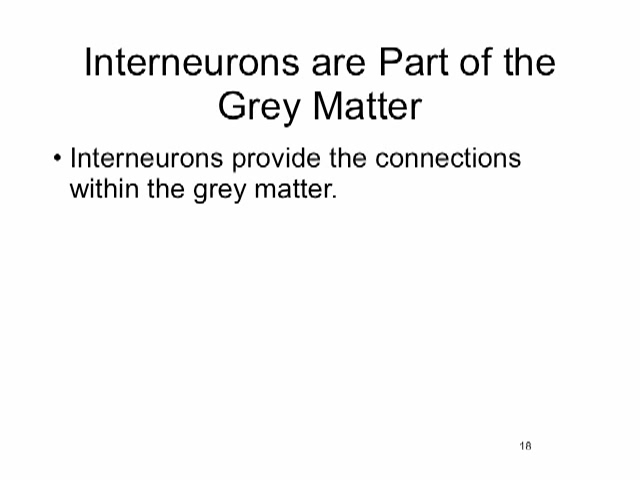 Interneurons are Part of the
Grey Matter
• Interneurons provide the connections
within the grey matter.
18